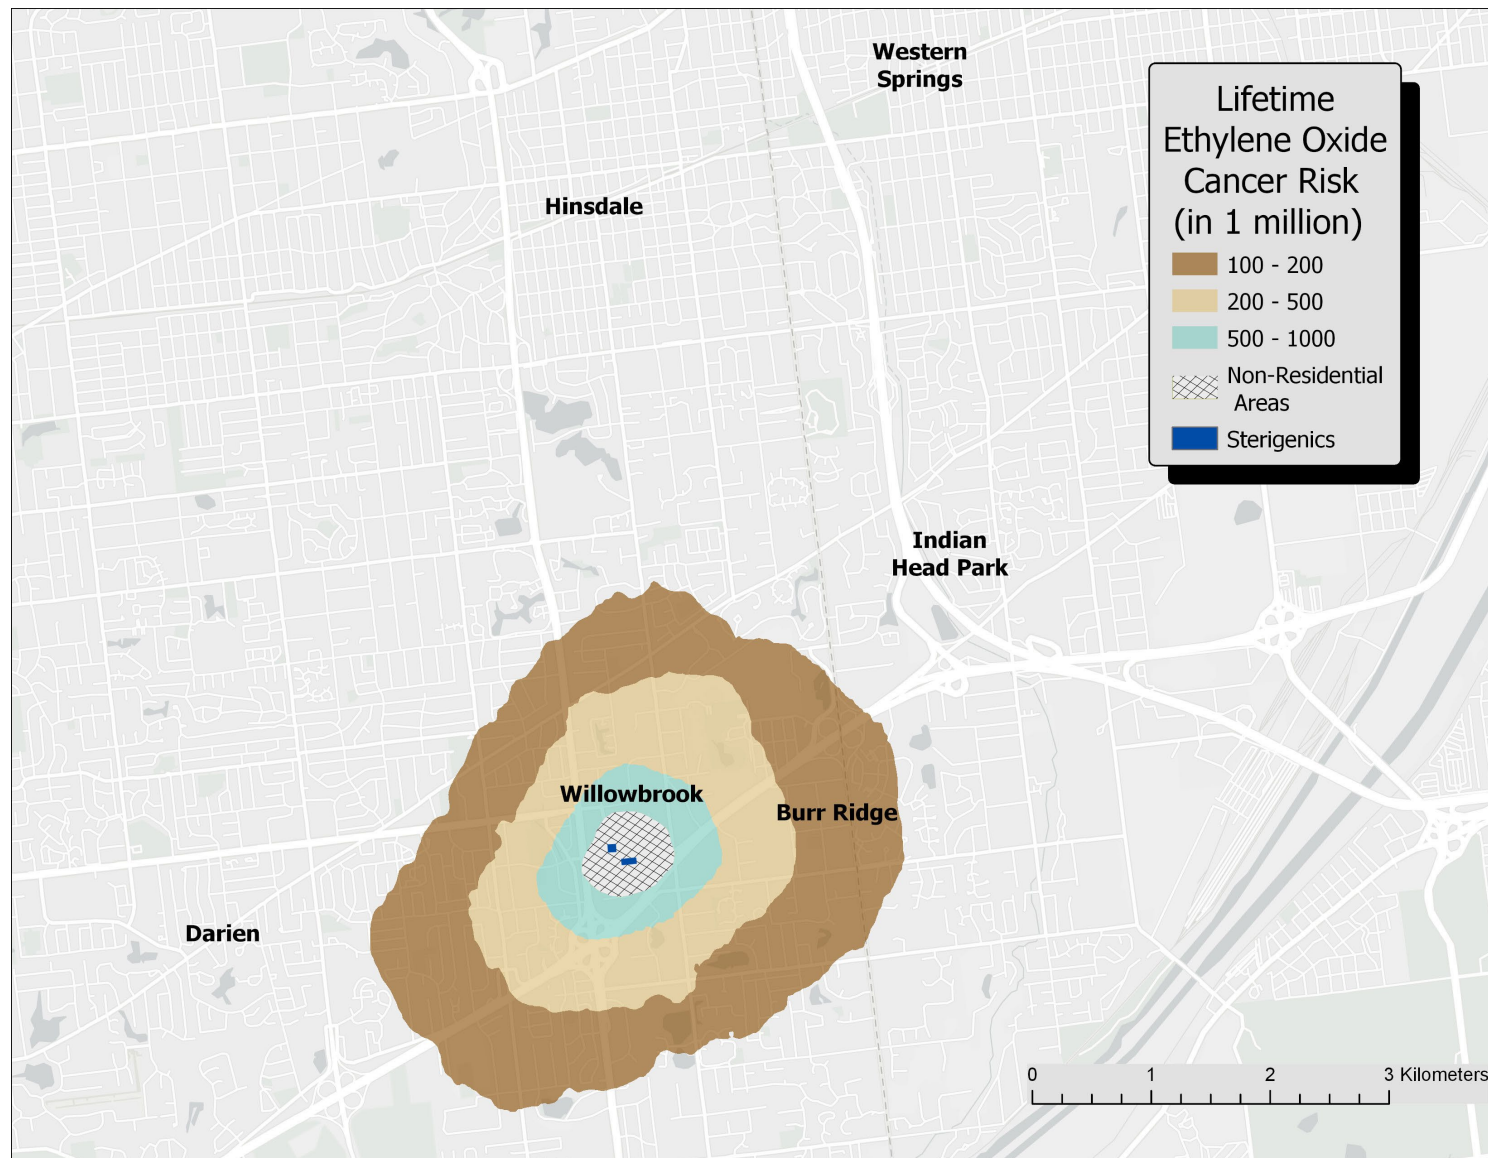 Western
Springs
Lifetime
Ethylene Oxide
Cancer Risk
(in 1 million)
100 - 200
200 - 500
500 - 1000
Non-Residential
Areas
Sterigenics
Hinsdale
Indian
Head Park
Willowbrook
Burr Ridge
Darien
0 1 2 3 Kilometers